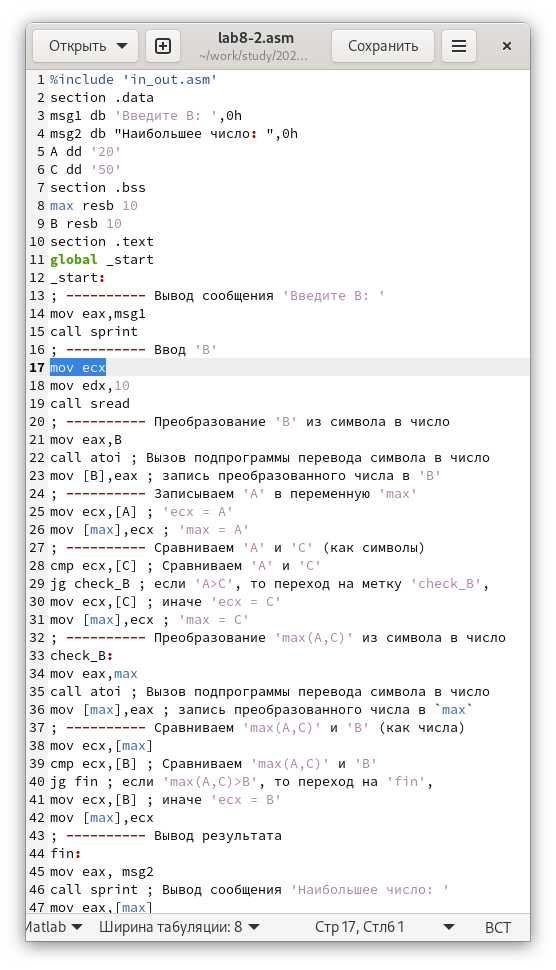 Открыть
lab8-2.asm
~/work/study/202...
Сохранить
1 %include 'in_out.asm'
2 section .data
3 msg1 db 'Введите B: ',0h
4 msg2 db "Наибольшее число: ",0h
5 A dd '20'
6 C dd '50'
7 section .bss
8 max resb 10
9 B resb 10
10 section .text
11 global _start
12 _start:
13 ; ---------- Вывод сообщения 'Введите B: '
14 mov eax,msg1
15 call sprint
16 ; ---------- Ввод 'B'
17 mov ecx
18 mov edx,10
19 call sread
20 ; ---------- Преобразование 'B' из символа в число
21 mov eax,B
22 call atoi ; Вызов подпрограммы перевода символа в число
23 mov [B],eax ; запись преобразованного числа в 'B'
24 ; ---------- Записываем 'A' в переменную 'max'
25 mov ecx,[A] ; 'ecx = A'
26 mov [max],ecx ; 'max = A'
27 ; ---------- Сравниваем 'A' и 'C' (как символы)
28 cmp ecx,[C] ; Сравниваем 'A' и 'C'
29 jg check_B ; если 'A>C', то переход на метку 'check_B',
30 mov ecx,[C] ; иначе 'ecx = C'
31 mov [max],ecx ; 'max = C'
32 ; ---------- Преобразование 'max(A,C)' из символа в число
33 check_B:
34 mov eax,max
35 call atoi ; Вызов подпрограммы перевода символа в число
36 mov [max],eax ; запись преобразованного числа в `max`
37 ; ---------- Сравниваем 'max(A,C)' и 'B' (как числа)
38 mov ecx,[max]
39 cmp ecx,[B] ; Сравниваем 'max(A,C)' и 'B'
40 jg fin ; если 'max(A,C)>B', то переход на 'fin',
41 mov ecx,[B] ; иначе 'ecx = B'
42 mov [max],ecx
43 ; ---------- Вывод результата
44 fin:
45 mov eax, msg2
46 call sprint ; Вывод сообщения 'Наибольшее число: '
47 mov eax,[max]
Matlab Ширина табуляции: 8 Стр 17, Стлб 1 ВСТ